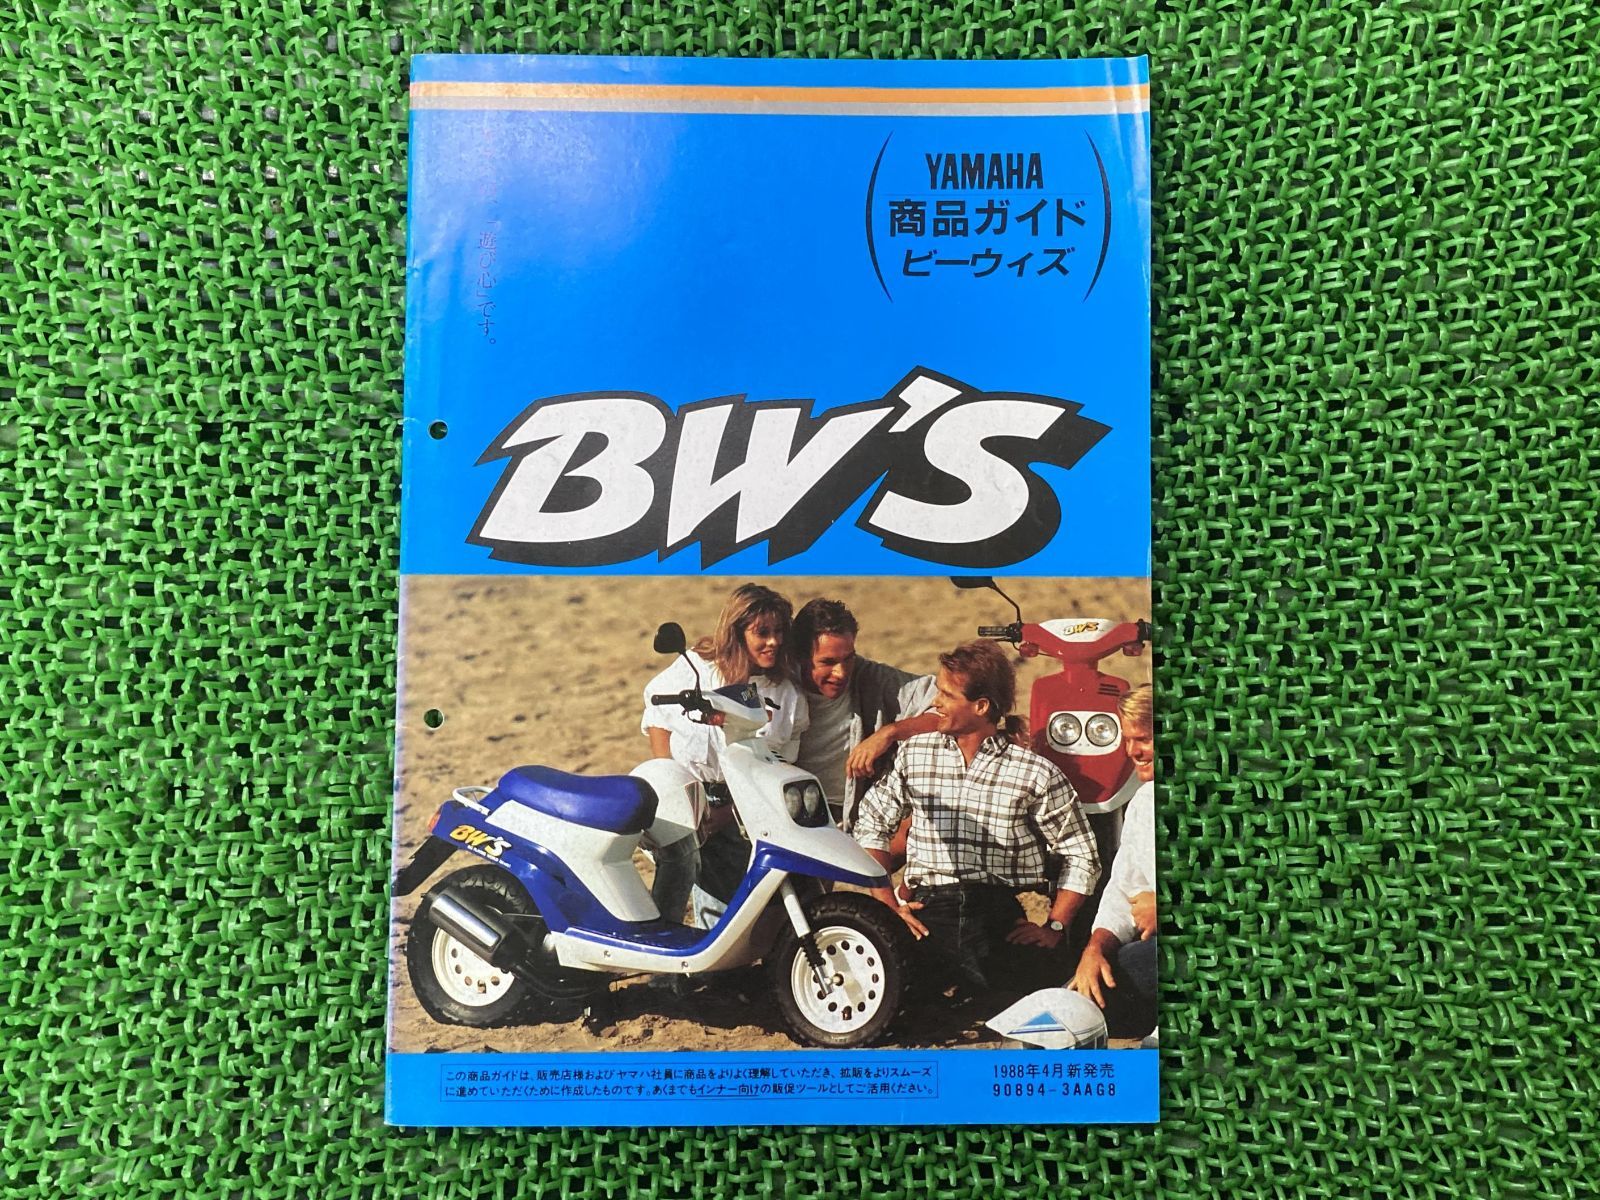 YAMAHA
商品ガイド
ビーウィズ
「遊び心」です。
BW'S
BW'S
BW'S
この商品ガイドは、販売店様およびヤマハ社員に商品をよりよく理解していただき、拡販をよりスムーズ
に進めていただくために作成したものです。あくまでもインナー向けの販促ツールとしてご活用ください。
1988年4月新発売
90894-3AAG8